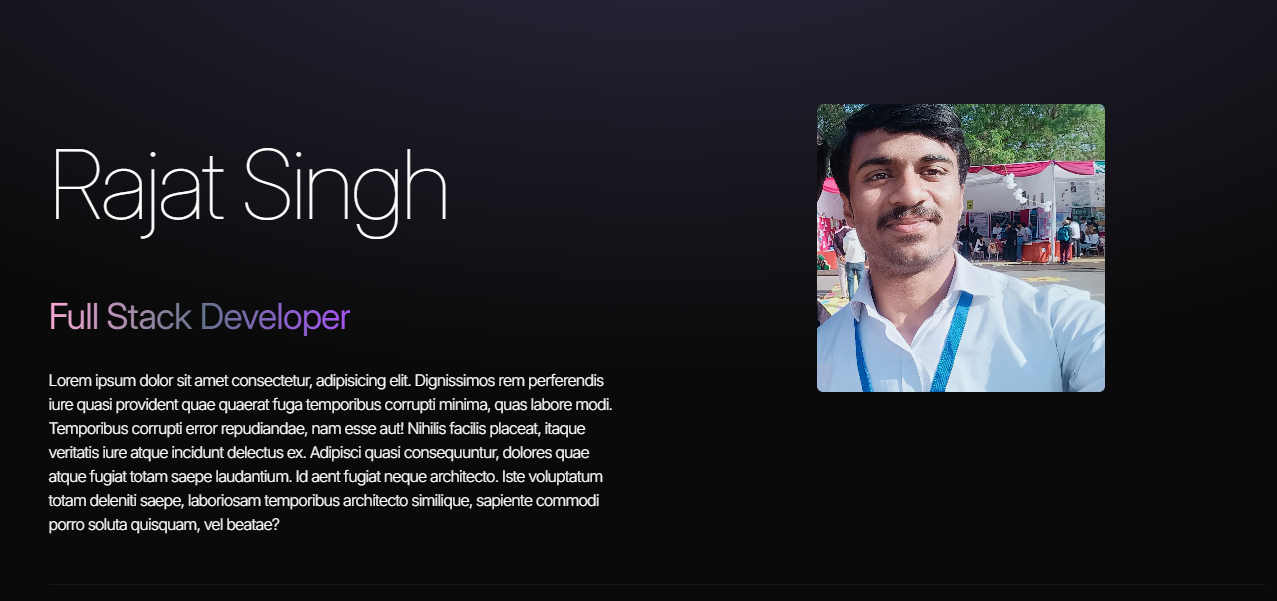 Rajat Singh
Full Stack Developer
Lorem ipsum dolor sit amet consectetur, adipisicing elit. Dignissimos rem perferendis
iure quasi provident quae quaerat fuga temporibus corrupti minima, quas labore modi.
Temporibus corrupti error repudiandae, nam esse aut! Nihilis facilis placeat, itaque
veritatis iure atque incidunt delectus ex. Adipisci quasi consequuntur, dolores quae
atque fugiat totam saepe laudantium. Id aent fugiat neque architecto. Iste voluptatum
totam deleniti saepe, laboriosam temporibus architecto similique, sapiente commodi
porro soluta quisquam, vel beatae?